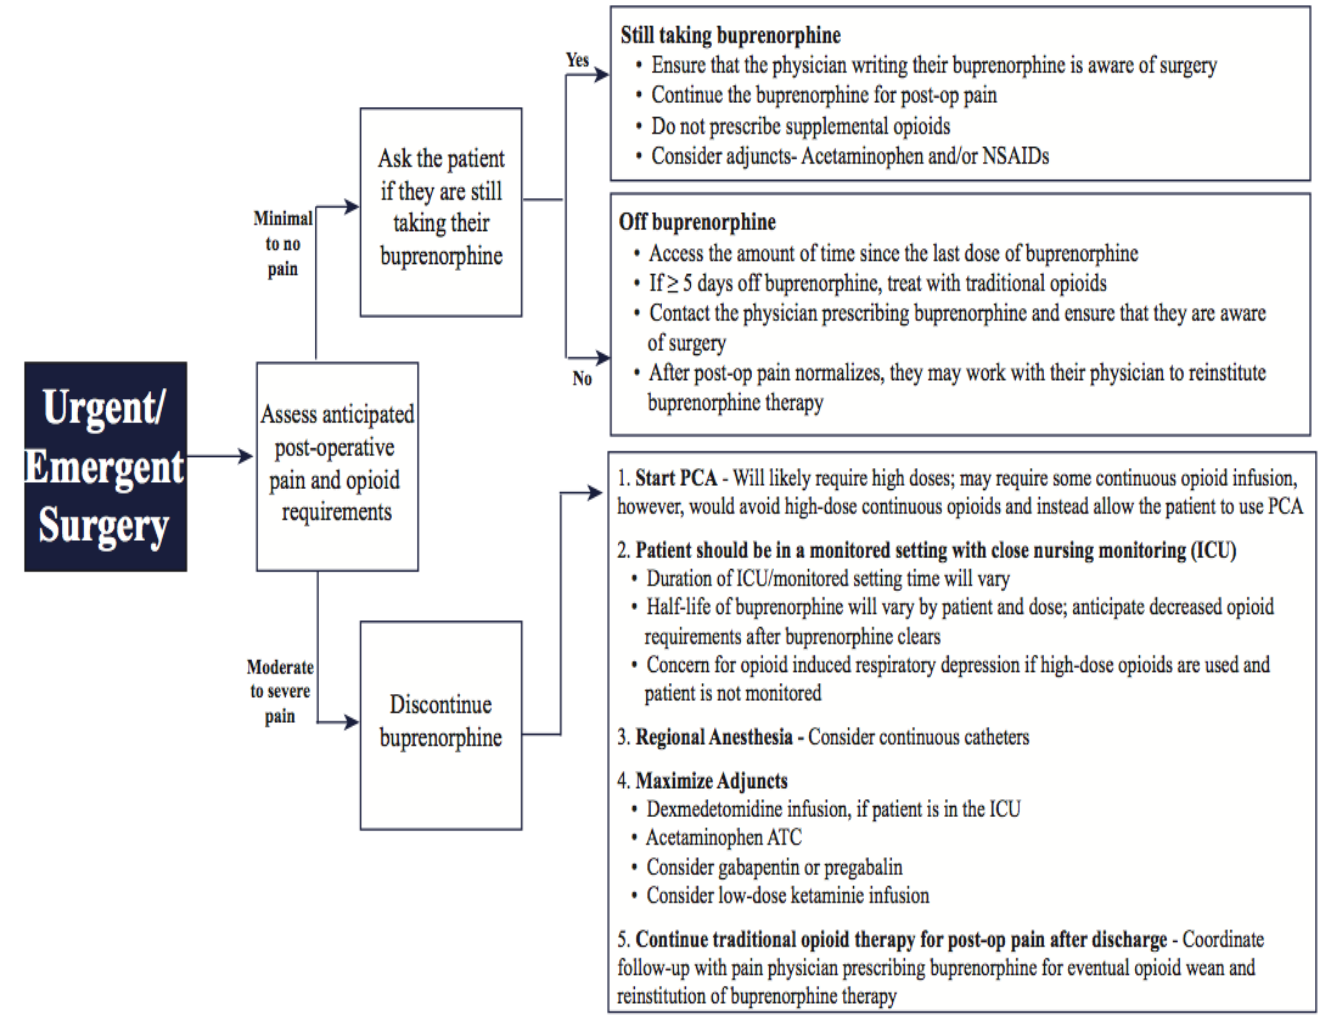 Urgent/
Emergent
Surgery
Assess anticipated
post-operative
pain and opioid
requirements
Minimal
to no
pain
Ask the patient
if they are still
taking their
buprenorphine
Yes
Still taking buprenorphine
• Ensure that the physician writing their buprenorphine is aware of surgery
• Continue the buprenorphine for post-op pain
• Do not prescribe supplemental opioids
• Consider adjuncts- Acetaminophen and/or NSAIDs
No
Off buprenorphine
• Access the amount of time since the last dose of buprenorphine
• If ≥ 5 days off buprenorphine, treat with traditional opioids
• Contact the physician prescribing buprenorphine and ensure that they are aware
of surgery
• After post-op pain normalizes, they may work with their physician to reinstitute
buprenorphine therapy
Moderate
to severe
pain
Discontinue
buprenorphine
1. Start PCA - Will likely require high doses; may require some continuous opioid infusion,
however, would avoid high-dose continuous opioids and instead allow the patient to use PCA
2. Patient should be in a monitored setting with close nursing monitoring (ICU)
• Duration of ICU/monitored setting time will vary
• Half-life of buprenorphine will vary by patient and dose; anticipate decreased opioid
requirements after buprenorphine clears
• Concern for opioid induced respiratory depression if high-dose opioids are used and
patient is not monitored
3. Regional Anesthesia - Consider continuous catheters
4. Maximize Adjuncts
• Dexmedetomidine infusion, if patient is in the ICU
• Acetaminophen ATC
• Consider gabapentin or pregabalin
• Consider low-dose ketaminie infusion
5. Continue traditional opioid therapy for post-op pain after discharge - Coordinate
follow-up with pain physician prescribing buprenorphine for eventual opioid wean and
reinstitution of buprenorphine therapy